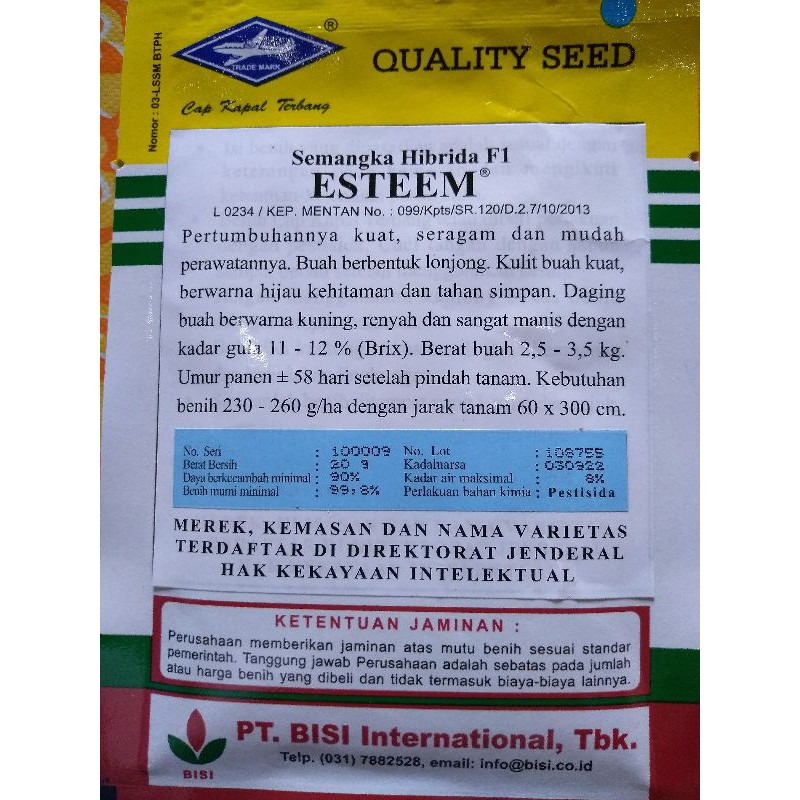 Nomor : 03-LSSM BTPH
®
TRADE MARK
Cap Kapal Terbang
QUALITY SEED
Semangka Hibrida F1
ESTEEM®
L 0234 / KEP. MENTAN No. : 099/Kpts/SR.120/D.2.7/10/2013
Pertumbuhannya kuat, seragam dan mudah
perawatannya. Buah berbentuk lonjong. Kulit buah kuat,
berwarna hijau kehitaman dan tahan simpan. Daging
buah berwarna kuning, renyah dan sangat manis dengan
kadar gula 11 - 12 % (Brix). Berat buah 2,5 - 3,5 kg.
Umur panen ± 58 hari setelah pindah tanam. Kebutuhan
benih 230 - 260 g/ha dengan jarak tanam 60 x 300 cm.
No. Seri : 100009 No. Lot : 108755
Berat Bersih : 20 g Kadaluarsa : 030922
Daya berkecambah minimal : 90% Kadar air maksimal : 8%
Benih murni minimal : 99,8% Perlakuan bahan kimia : Pestisida
MEREK, KEMASAN DAN NAMA VARIETAS
TERDAFTAR DI DIREKTORAT JENDERAL
HAK KEKAYAAN INTELEKTUAL
KETENTUAN JAMINAN :
Perusahaan memberikan jaminan atas mutu benih sesuai standar
pemerintah. Tanggung jawab Perusahaan adalah sebatas pada jumlah
atau harga benih yang dibeli dan tidak termasuk biaya-biaya lainnya.
BISI
PT. BISI International, Tbk.
Telp. (031) 7882528, email: info@bisi.co.id